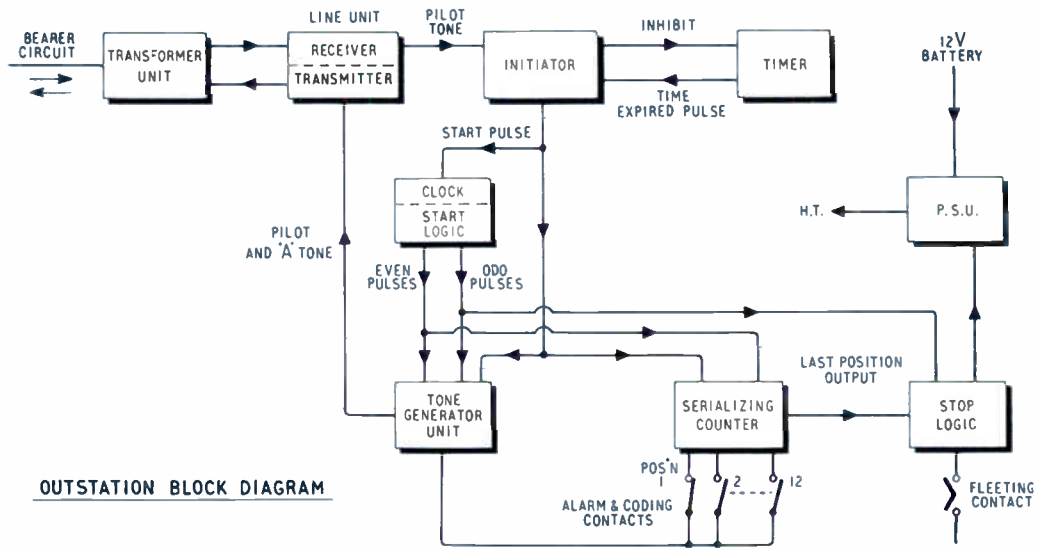 LINE UNIT
PILOT
TONE
BEARER
CIRCUIT
TRANSFORMER
UNIT
RECEIVER
TRANSMITTER
INITIATOR
INHIBIT
TIMER
TIME
EXPIRED PULSE
12V
BATTERY
START PULSE
CLOCK
START
LOGIC
H.T.
P.S.U.
PILOT
AND 'A' TONE
EVEN
PULSES
ODD
PULSES
LAST POSITION
OUTPUT
TONE
GENERATOR
UNIT
SERIALIZING
COUNTER
STOP
LOGIC
POS'N
1
2
12
ALARM & CODING
CONTACTS
FLEETING
CONTACT
OUTSTATION BLOCK DIAGRAM